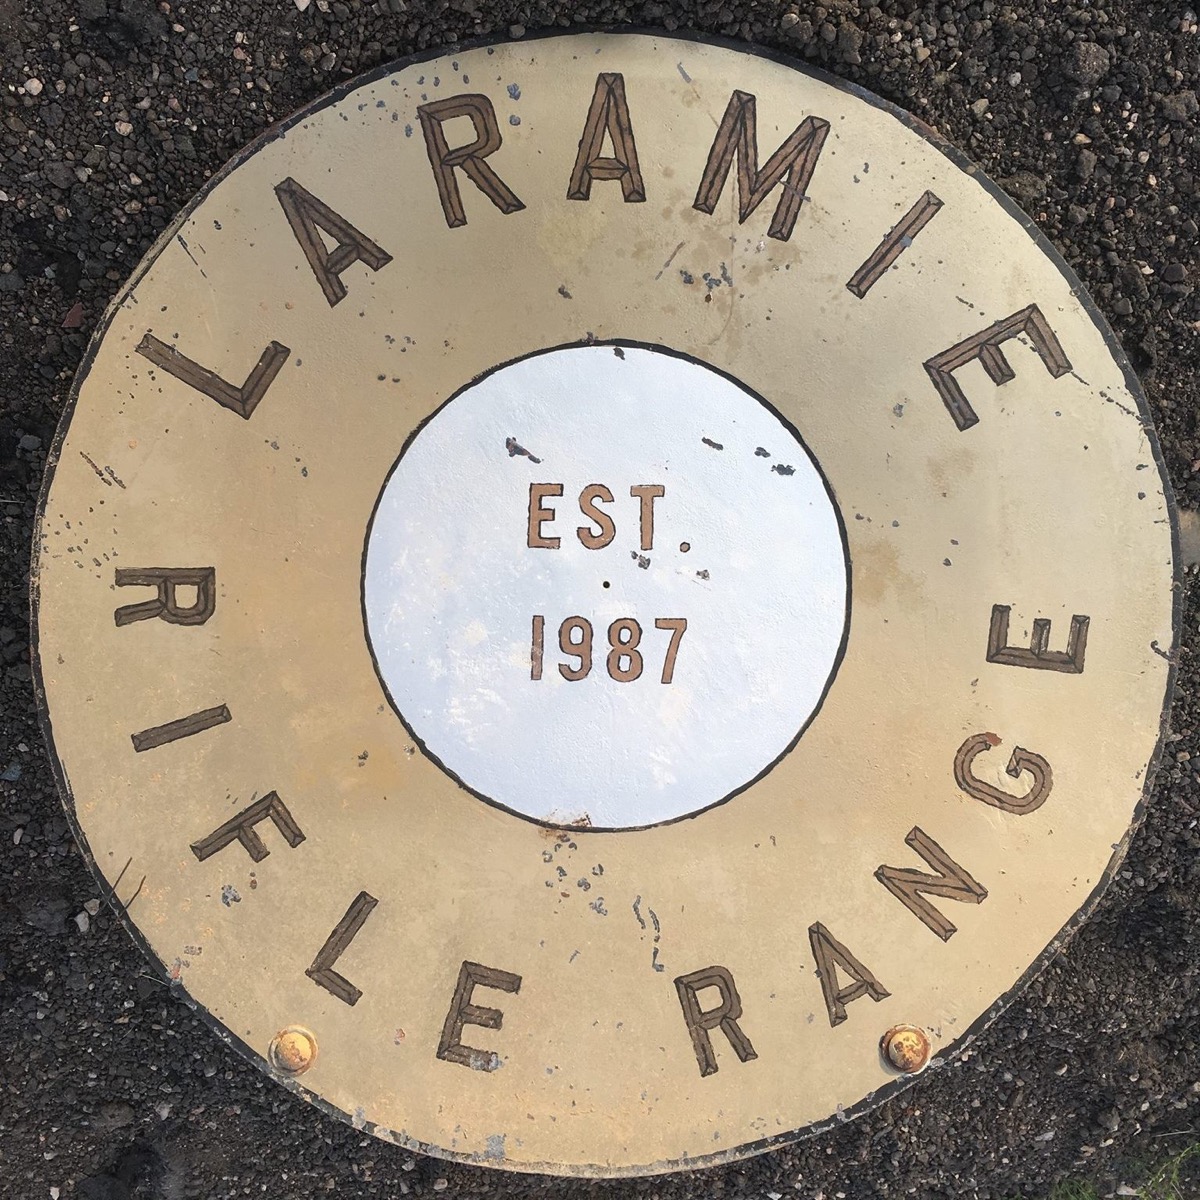 LARAMIE
EST.
1987
RIFLE RANGE